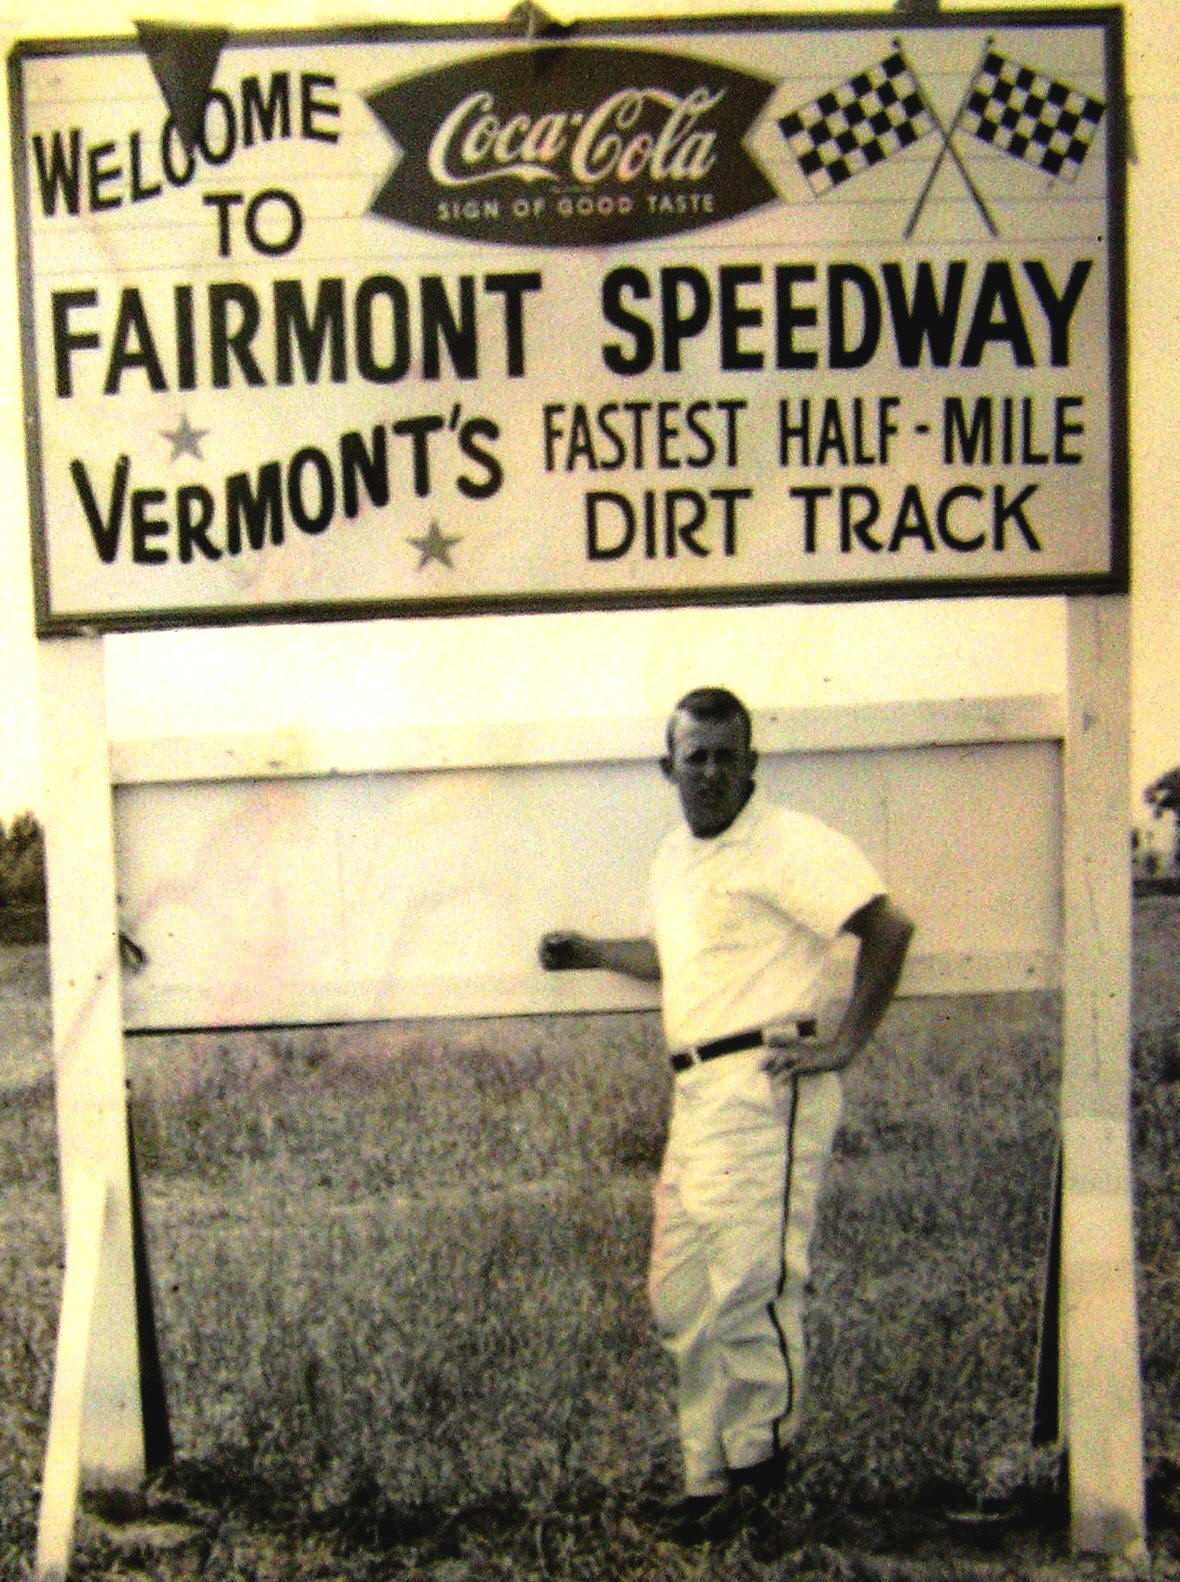 WELCOME
TO
Coca-Cola
SIGN OF GOOD TASTE
FAIRMONT SPEEDWAY
VERMONT'S
FASTEST HALF-MILE
DIRT TRACK